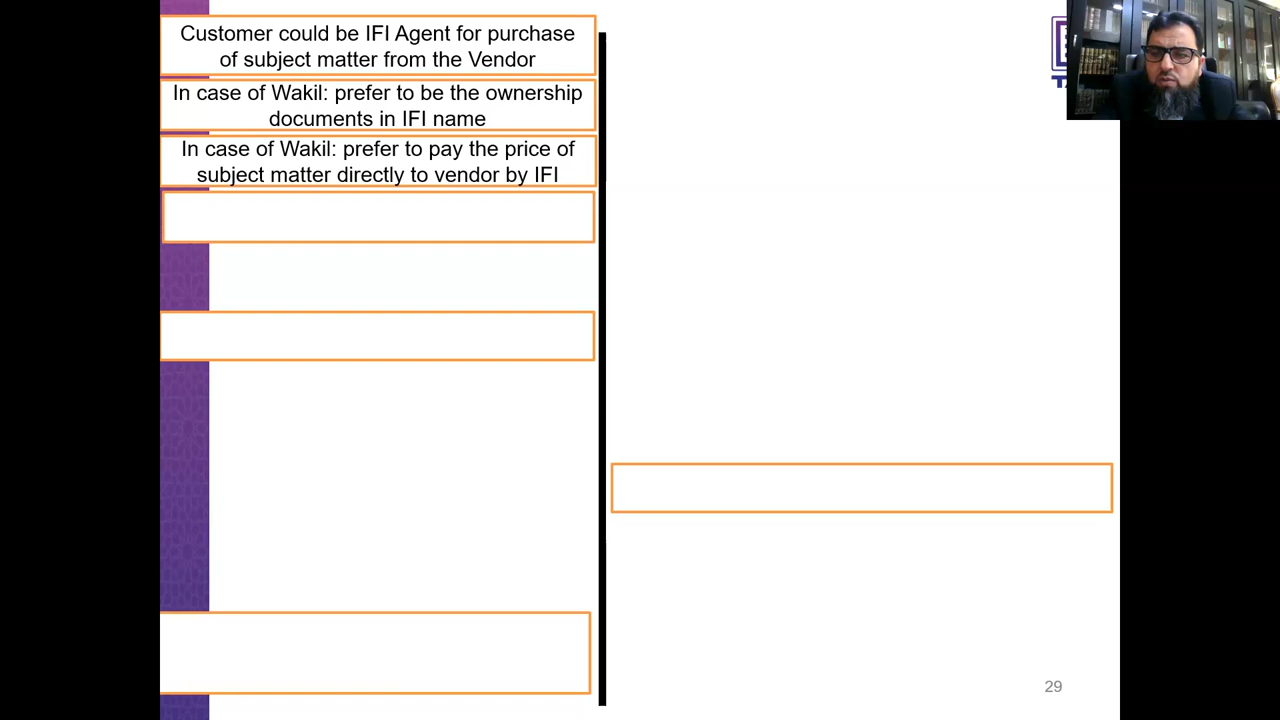 Customer could be IFI Agent for purchase
of subject matter from the Vendor
In case of Wakil: prefer to be the ownership
documents in IFI name
In case of Wakil: prefer to pay the price of
subject matter directly to vendor by IFI
29